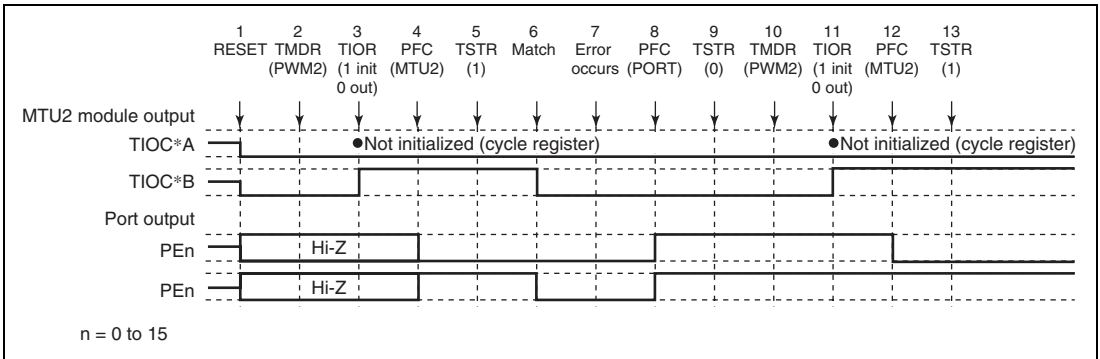 1 2 3 4 5 6 7 8 9 10 11 12 13
RESET TMDR TIOR PFC TSTR Match Error PFC TSTR TMDR TIOR PFC TSTR
(PWM2) (1 init (MTU2) (1) occurs (PORT) (0) (PWM2) (1 init (MTU2) (1)
0 out) 0 out)
MTU2 module output
TIOC*A ●Not initialized (cycle register) ●Not initialized (cycle register)
TIOC*B
Port output
PEn Hi-Z
PEn Hi-Z
n = 0 to 15